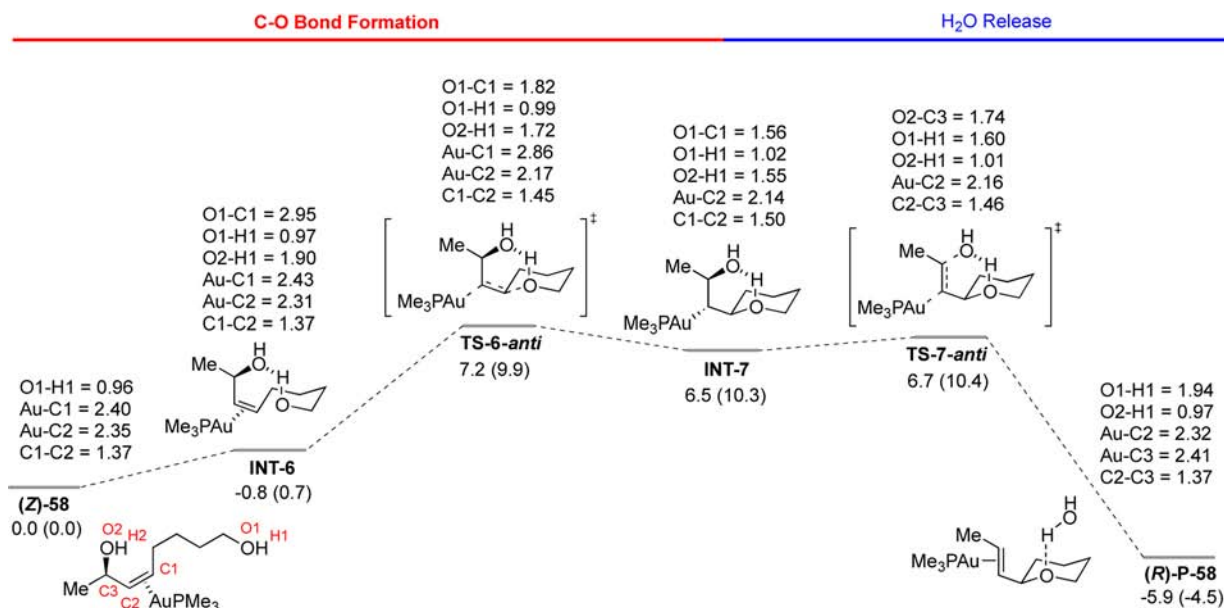 C-O Bond Formation
H₂O Release
O1-C1 = 1.82
O1-H1 = 0.99
O2-H1 = 1.72
Au-C1 = 2.86
Au-C2 = 2.17
C1-C2 = 1.45
O2-C3 = 1.74
O1-H1 = 1.60
O2-H1 = 1.01
Au-C2 = 2.16
C2-C3 = 1.46
O1-C1 = 1.56
O1-H1 = 1.02
O2-H1 = 1.55
Au-C2 = 2.14
C1-C2 = 1.50
O1-C1 = 2.95
O1-H1 = 0.97
O2-H1 = 1.90
Au-C1 = 2.43
Au-C2 = 2.31
C1-C2 = 1.37
‡
H
Me O H
O
Me₃PAu
H
Me O H
O
Me₃PAu
‡
H
Me O H
O
Me₃PAu
TS-6-anti
7.2 (9.9)
INT-7
6.5 (10.3)
TS-7-anti
6.7 (10.4)
H
Me O H
O
Me₃PAu
O1-H1 = 0.96
Au-C1 = 2.40
Au-C2 = 2.35
C1-C2 = 1.37
O1-H1 = 1.94
O2-H1 = 0.97
Au-C2 = 2.32
Au-C3 = 2.41
C2-C3 = 1.37
INT-6
-0.8 (0.7)
(Z)-58
0.0 (0.0)
O2 H2
OH
O1 H1
OH
Me
C3
C2
C1
AuPMe₃
H
O
H
Me
Me₃PAu
O
(R)-P-58
-5.9 (-4.5)